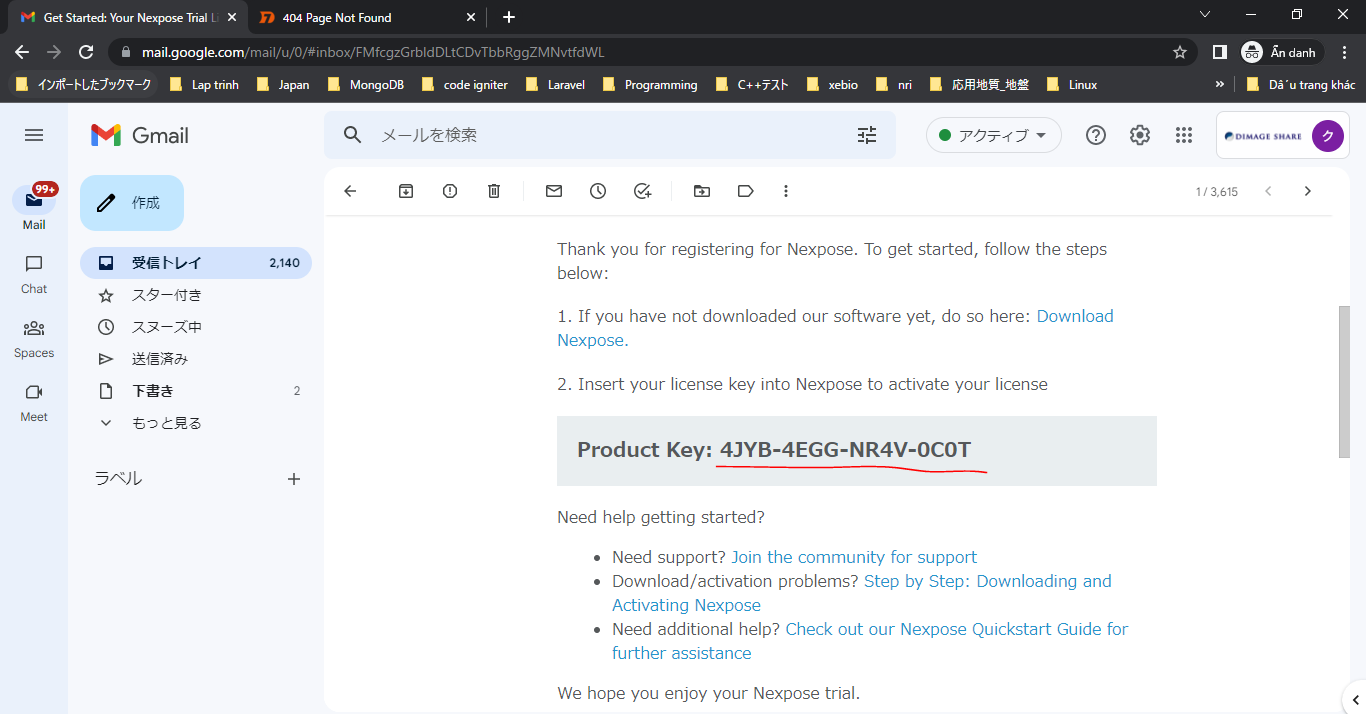 Get Started: Your Nexpose Trial Li
404 Page Not Found
mail.google.com/mail/u/0/#inbox/FMfcgzGrbIdDLtCDvTbbRggZMNvtfdWL
Ẩn danh
インポートしたブックマーク
Lap trinh
Japan
MongoDB
code igniter
Laravel
Programming
C++テスト
xebio
nri
応用地質_地盤
Linux
»
Dấu trang khác
Gmail
メールを検索
アクティブ
DIMAGE SHARE
ク
99+
Mail
Chat
Spaces
Meet
作成
受信トレイ 2,140
スター付き
スヌーズ中
送信済み
下書き 2
もっと見る
ラベル
1 / 3,615
Thank you for registering for Nexpose. To get started, follow the steps
below:
1. If you have not downloaded our software yet, do so here: Download
Nexpose.
2. Insert your license key into Nexpose to activate your license
Product Key: 4JYB-4EGG-NR4V-0C0T
Need help getting started?
• Need support? Join the community for support
• Download/activation problems? Step by Step: Downloading and
Activating Nexpose
• Need additional help? Check out our Nexpose Quickstart Guide for
further assistance
We hope you enjoy your Nexpose trial.